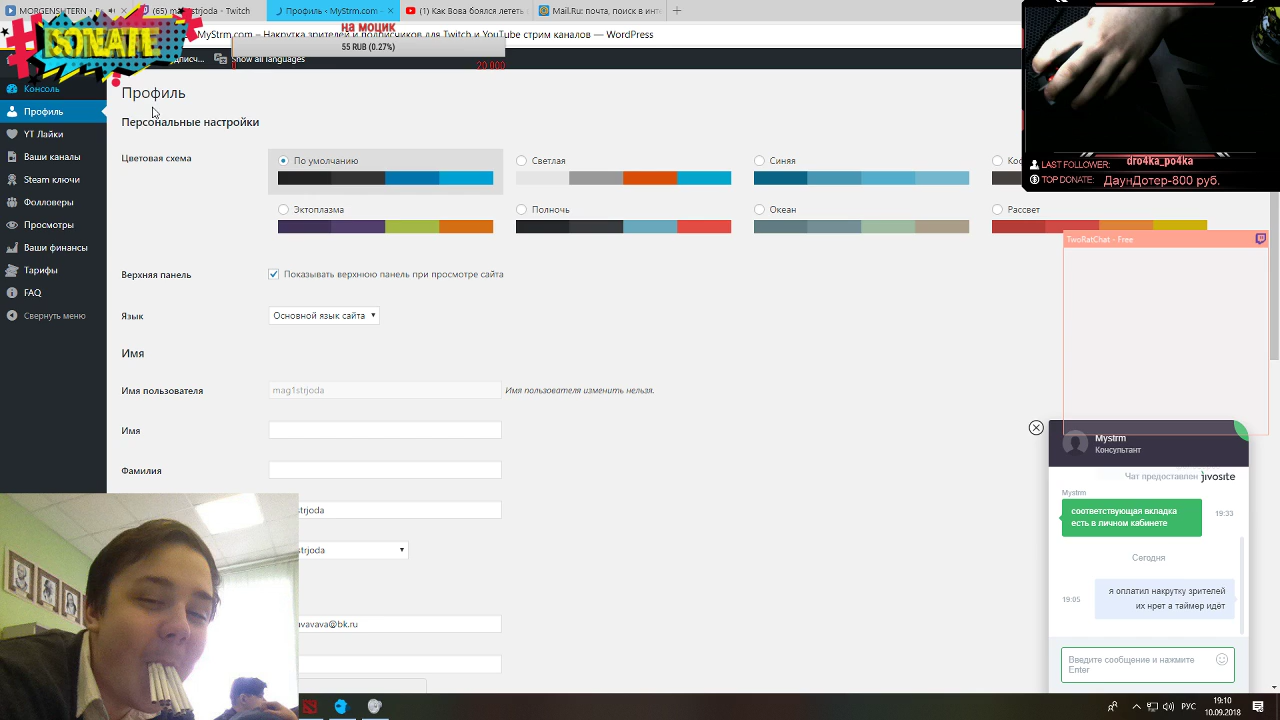 MORGENSHTERN -
(65) mag1strjoda - Twitch
Профиль ‹ MyStrm.com —
(1) Как Вова боялся лететь
Mail.Ru: почта, поиск в инте
MyStrm.com — Накрутка зрителей и подписчиков для Twitch и YouTube стрим каналов — WordPress
DONATE
на моцик
55 RUB (0.27%)
0
20 000
Show all languages
Консоль
Профиль
YT Лайки
Ваши каналы
Steam ключи
Фолловеры
Просмотры
Ваши финансы
Тарифы
FAQ
Свернуть меню
Профиль
Персональные настройки
Цветовая схема
По умолчанию
Светлая
Синяя
Эктоплазма
Полночь
Океан
Рассвет
Верхняя панель
Показывать верхнюю панель при просмотре сайта
Язык
Основной язык сайта
Имя
Имя пользователя
mag1strjoda
Имя пользователя изменить нельзя.
Имя
Фамилия
strjoda
strjoda
vavava@bk.ru
LAST FOLLOWER:
dro4ka_po4ka
TOP DONATE:
ДаунДотер-800 руб.
TwoRatChat - Free
Mystrm
Консультант
Чат предоставлен jivosite
Mystrm
соответствующая вкладка
есть в личном кабинете
19:33
Сегодня
я оплатил накрутку зрителей
их нрет а таймер идёт
19:05
Введите сообщение и нажмите
Enter
РУС
19:10
10.09.2018